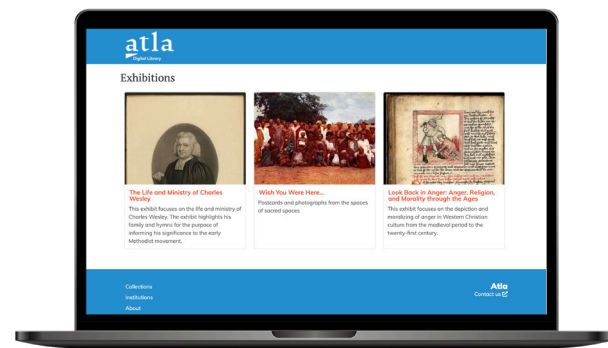 atla
Digital Library
Exhibitions
The Life and Ministry of Charles
Wesley
This exhibit focuses on the life and ministry of
Charles Wesley. The exhibit highlights his
family and hymns for the purpose of
informing his significance to the early
Methodist movement.
Wish You Were Here...
Postcards and photographs from the spaces
of sacred spaces
Look Back in Anger: Anger, Religion,
and Morality through the Ages
This exhibit focuses on the depiction and
moralizing of anger in Western Christian
culture from the medieval period to the
twenty-first century.
Collections
Institutions
About
Atla
Contact us